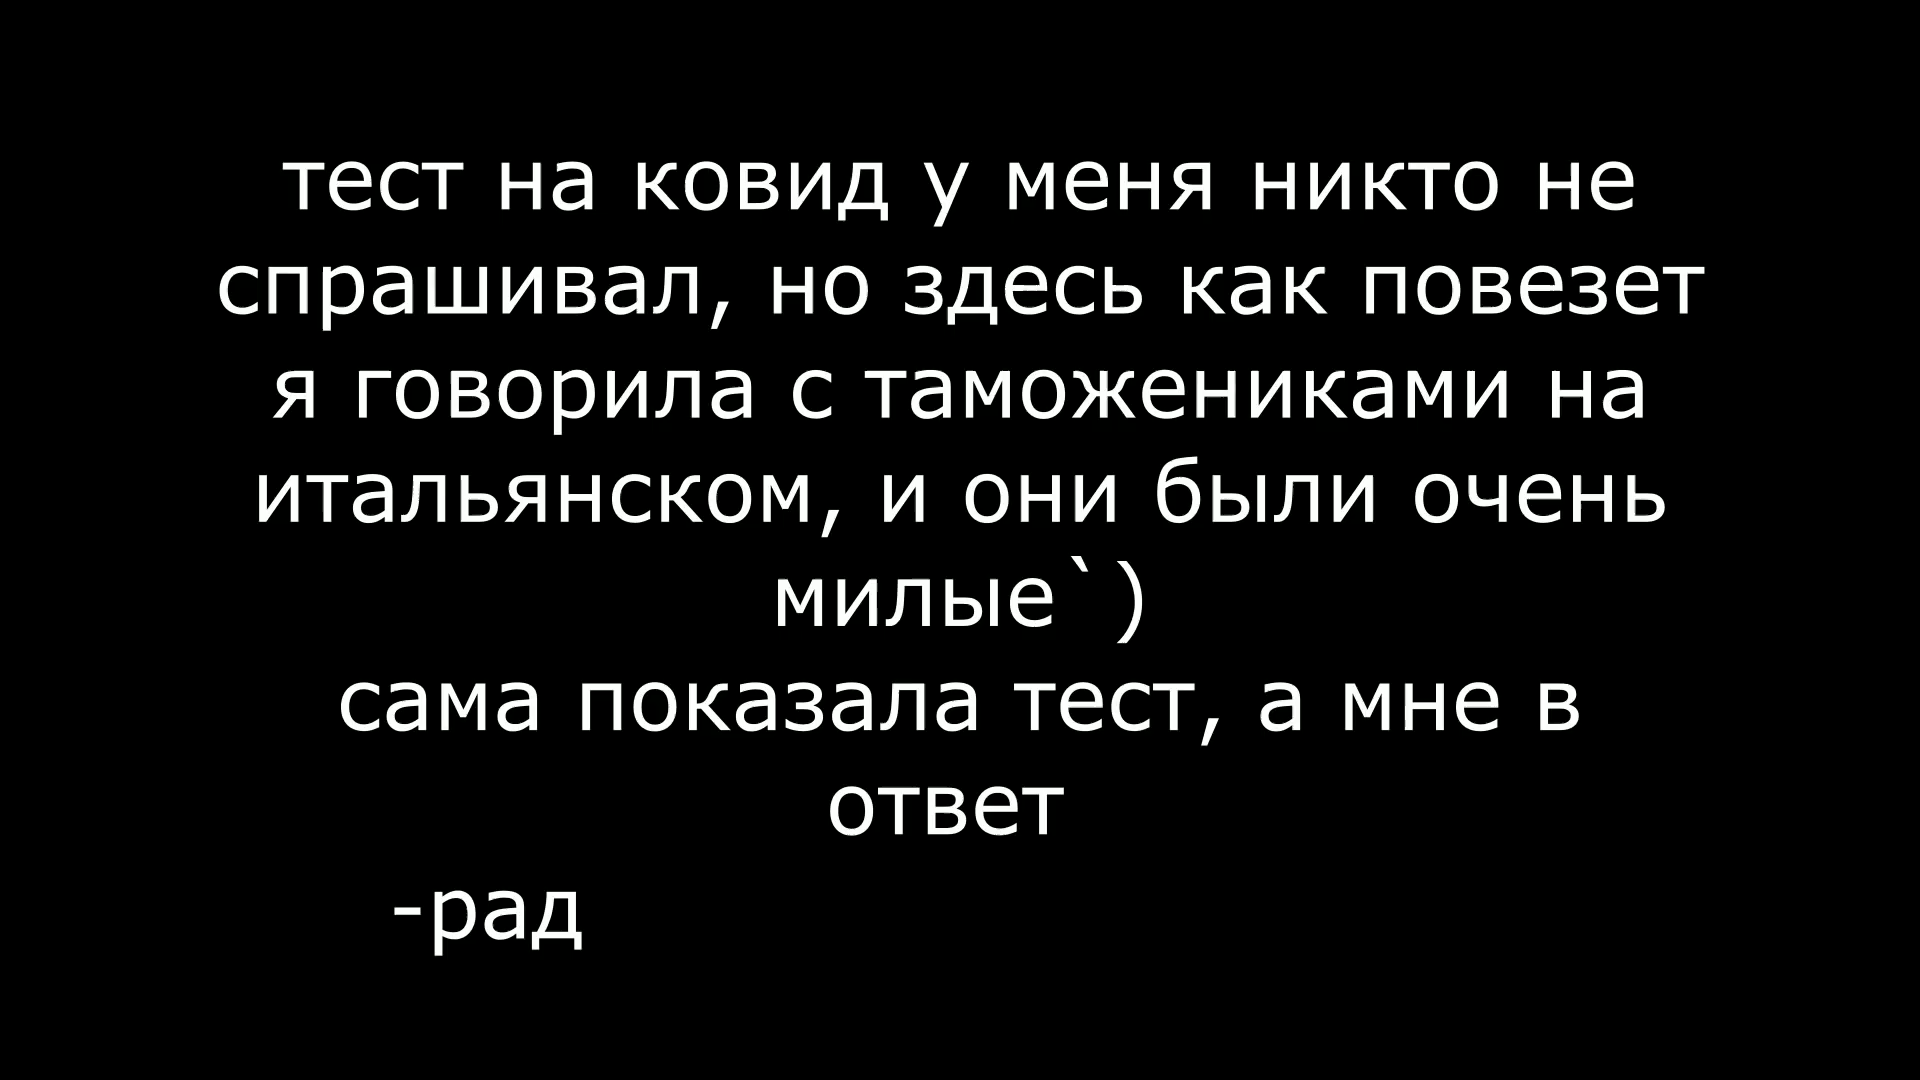 тест на ковид у меня никто не
спрашивал, но здесь как повезет
я говорила с таможениками на
итальянском, и они были очень
милые`)
сама показала тест, а мне в
ответ
-рад